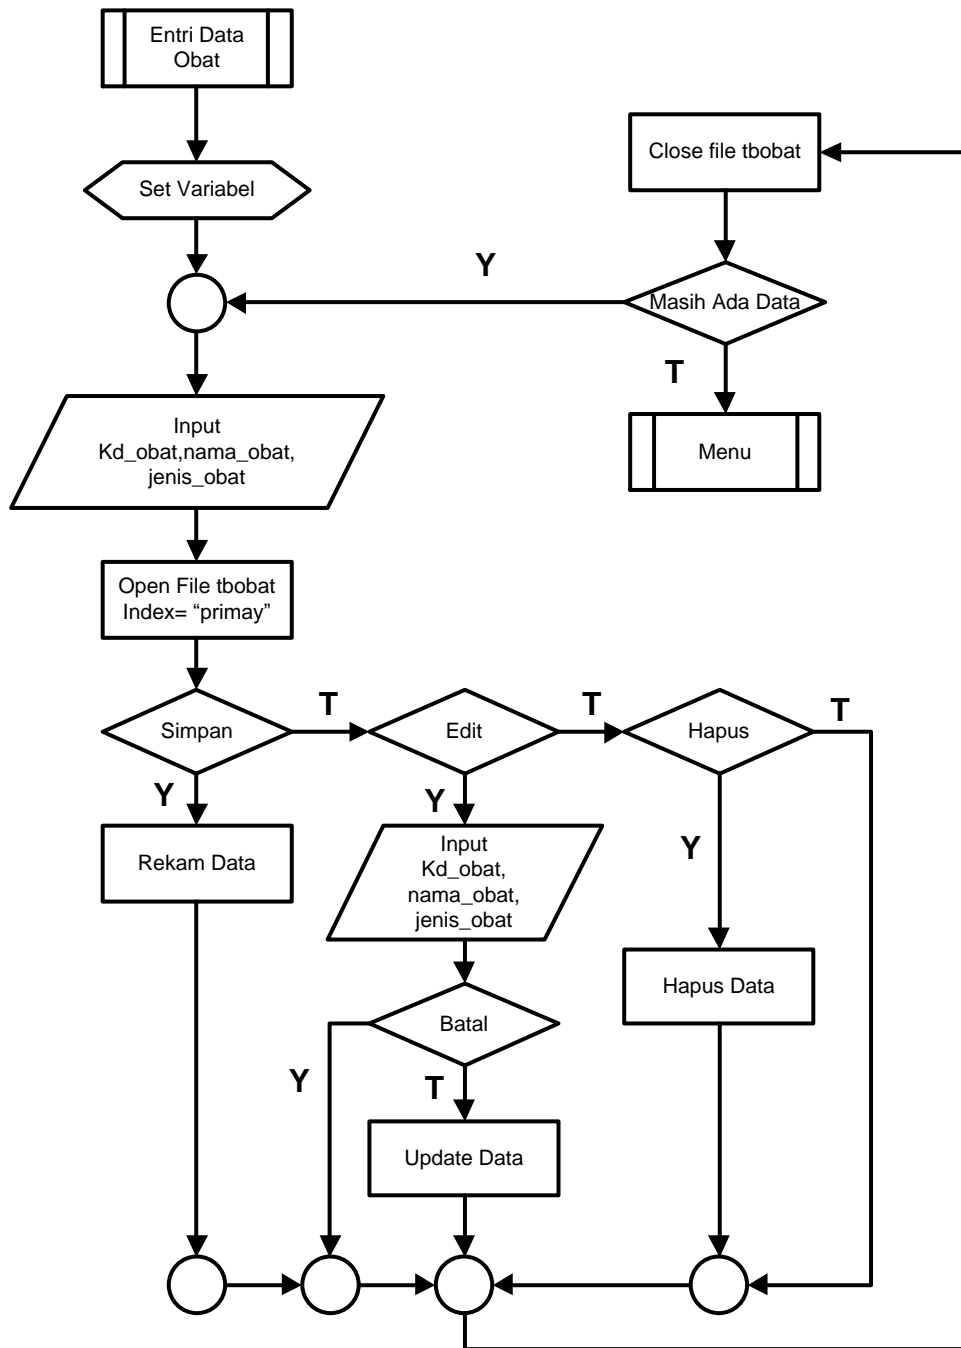 Entri Data
Obat
Close file tbobat
Set Variabel
Y
Masih Ada Data
T
Input
Kd_obat,nama_obat,
jenis_obat
Menu
Open File tbobat
Index= “primay”
T
T
T
Simpan
Edit
Hapus
Y
Y
Y
Rekam Data
Input
Kd_obat,
nama_obat,
jenis_obat
Hapus Data
Batal
Y
T
Update Data